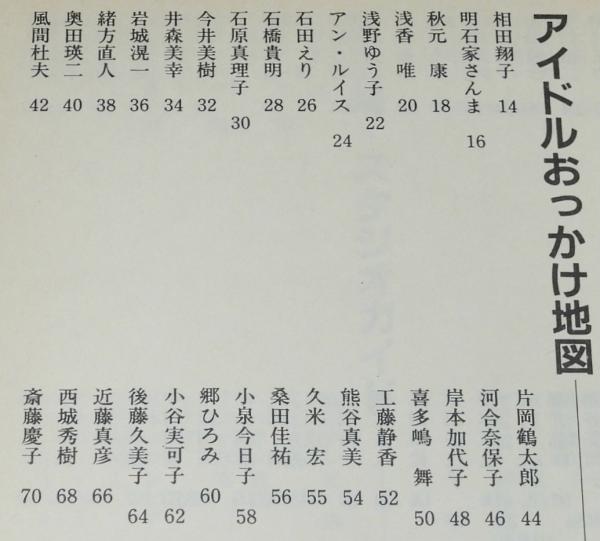 アイドルおっかけ地図
相田翔子 14
明石家さんま 16
秋元 康 18
浅香 唯 20
浅野ゆう子 22
アン・ルイス 24
石田えり 26
石橋貴明 28
石原真理子 30
今井美樹 32
井森美幸 34
岩城滉一 36
緒方直人 38
奥田瑛二 40
風間杜夫 42
片岡鶴太郎 44
河合奈保子 46
岸本加代子 48
喜多嶋 舞 50
工藤静香 52
熊谷真美 54
久米 宏 55
桑田佳祐 56
小泉今日子 58
郷ひろみ 60
小谷実可子 62
後藤久美子 64
近藤真彦 66
西城秀樹 68
斎藤慶子 70